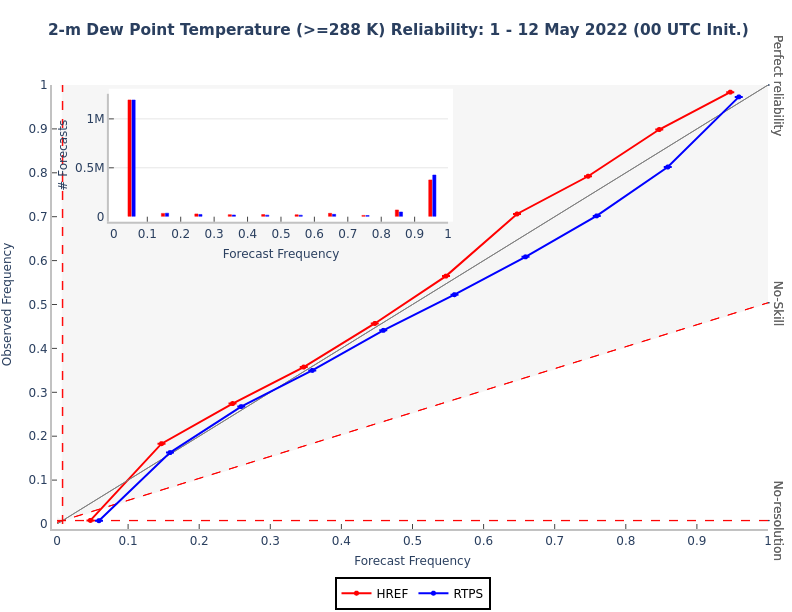 2-m Dew Point Temperature (>=288 K) Reliability: 1 - 12 May 2022 (00 UTC Init.)
Perfect reliability
No-Skill
No-resolution
Observed Frequency
1
0.9
0.8
0.7
0.6
0.5
0.4
0.3
0.2
0.1
0
# Forecasts
1M
0.5M
0
0 0.1 0.2 0.3 0.4 0.5 0.6 0.7 0.8 0.9 1
Forecast Frequency
0 0.1 0.2 0.3 0.4 0.5 0.6 0.7 0.8 0.9 1
Forecast Frequency
HREF RTPS